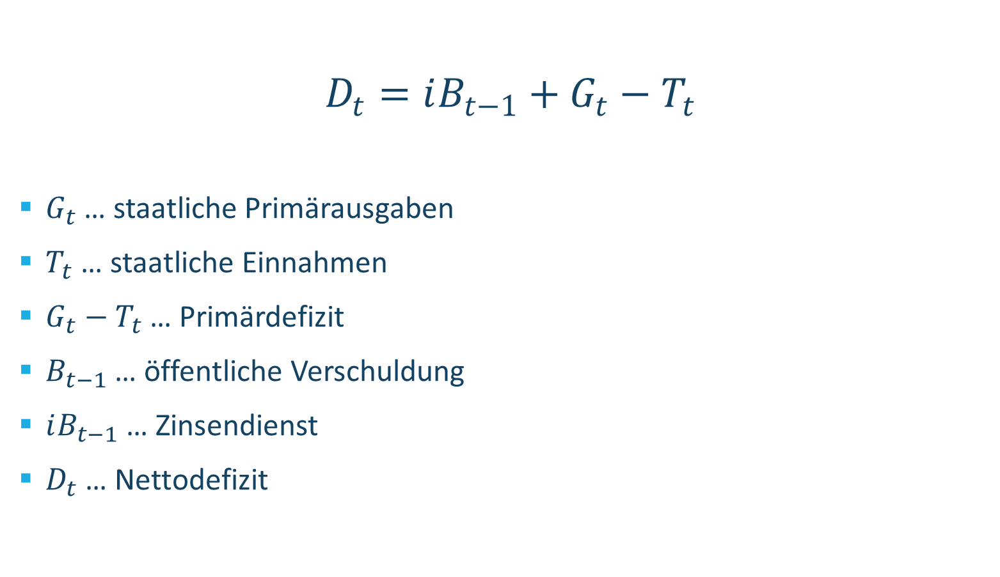 D_t = iB_{t−1} + G_t − T_t
▪ G_t … staatliche Primärausgaben
▪ T_t … staatliche Einnahmen
▪ G_t − T_t … Primärdefizit
▪ B_{t−1} … öffentliche Verschuldung
▪ iB_{t−1} … Zinsendienst
▪ D_t … Nettodefizit